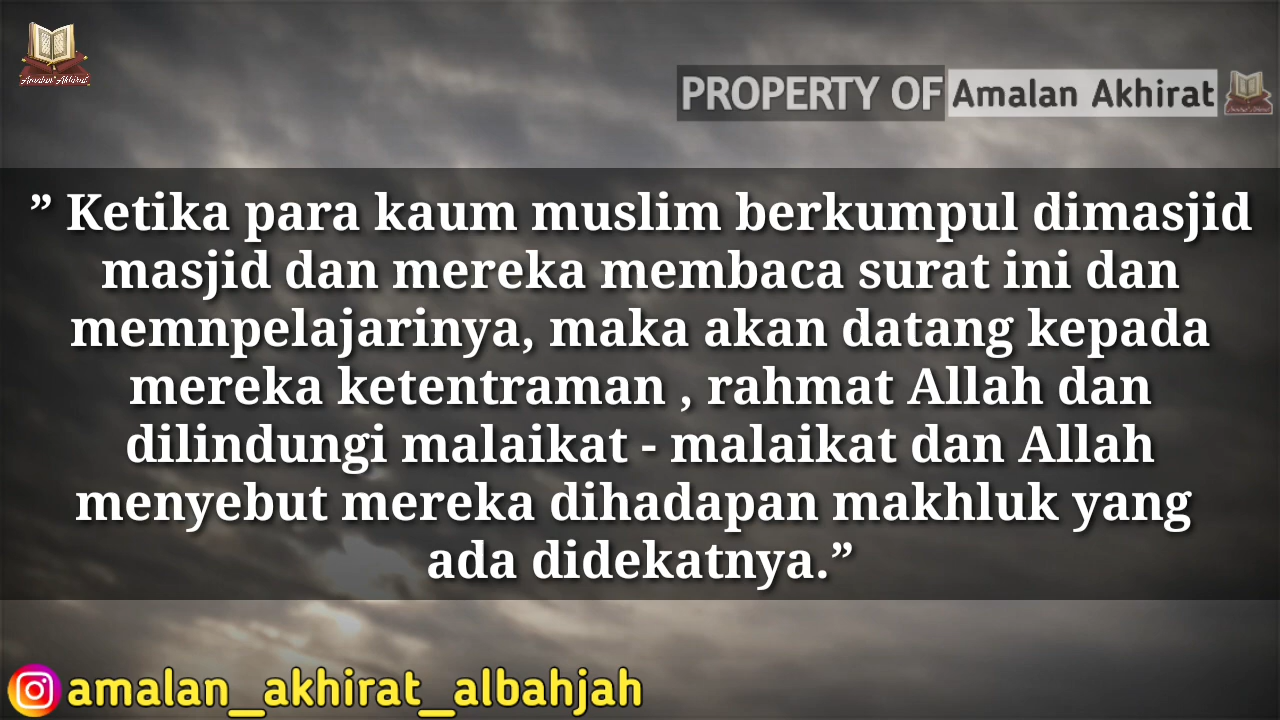 Amalan Akhirat
PROPERTY OF Amalan Akhirat
” Ketika para kaum muslim berkumpul dimasjid
masjid dan mereka membaca surat ini dan
memnpelajarinya, maka akan datang kepada
mereka ketentraman , rahmat Allah dan
dilindungi malaikat - malaikat dan Allah
menyebut mereka dihadapan makhluk yang
ada didekatnya.”
amalan_akhirat_albahjah